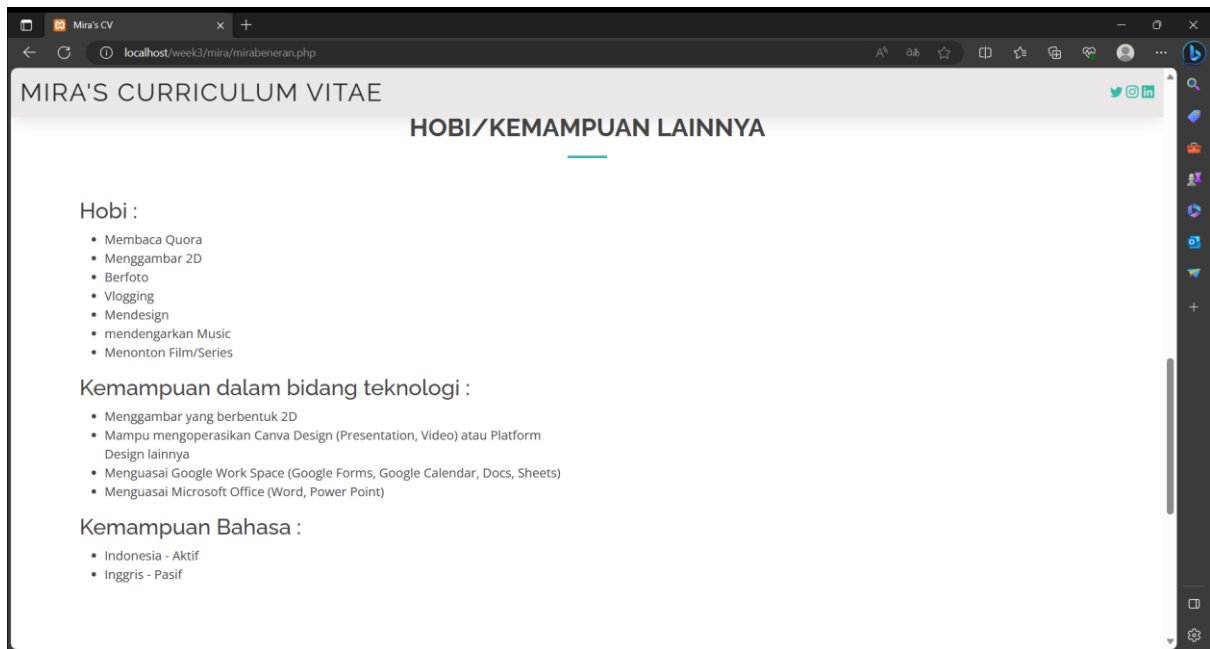 Mira's CV
localhost/week3/mira/mirabeneran.php
MIRA'S CURRICULUM VITAE
HOBI/KEMAMPUAN LAINNYA
Hobi :
Membaca Quora
Menggambar 2D
Berfoto
Vlogging
Mendesign
mendengarkan Music
Menonton Film/Series
Kemampuan dalam bidang teknologi :
Menggambar yang berbentuk 2D
Mampu mengoperasikan Canva Design (Presentation, Video) atau Platform
Design lainnya
Menguasai Google Work Space (Google Forms, Google Calendar, Docs, Sheets)
Menguasai Microsoft Office (Word, Power Point)
Kemampuan Bahasa :
Indonesia - Aktif
Inggris - Pasif